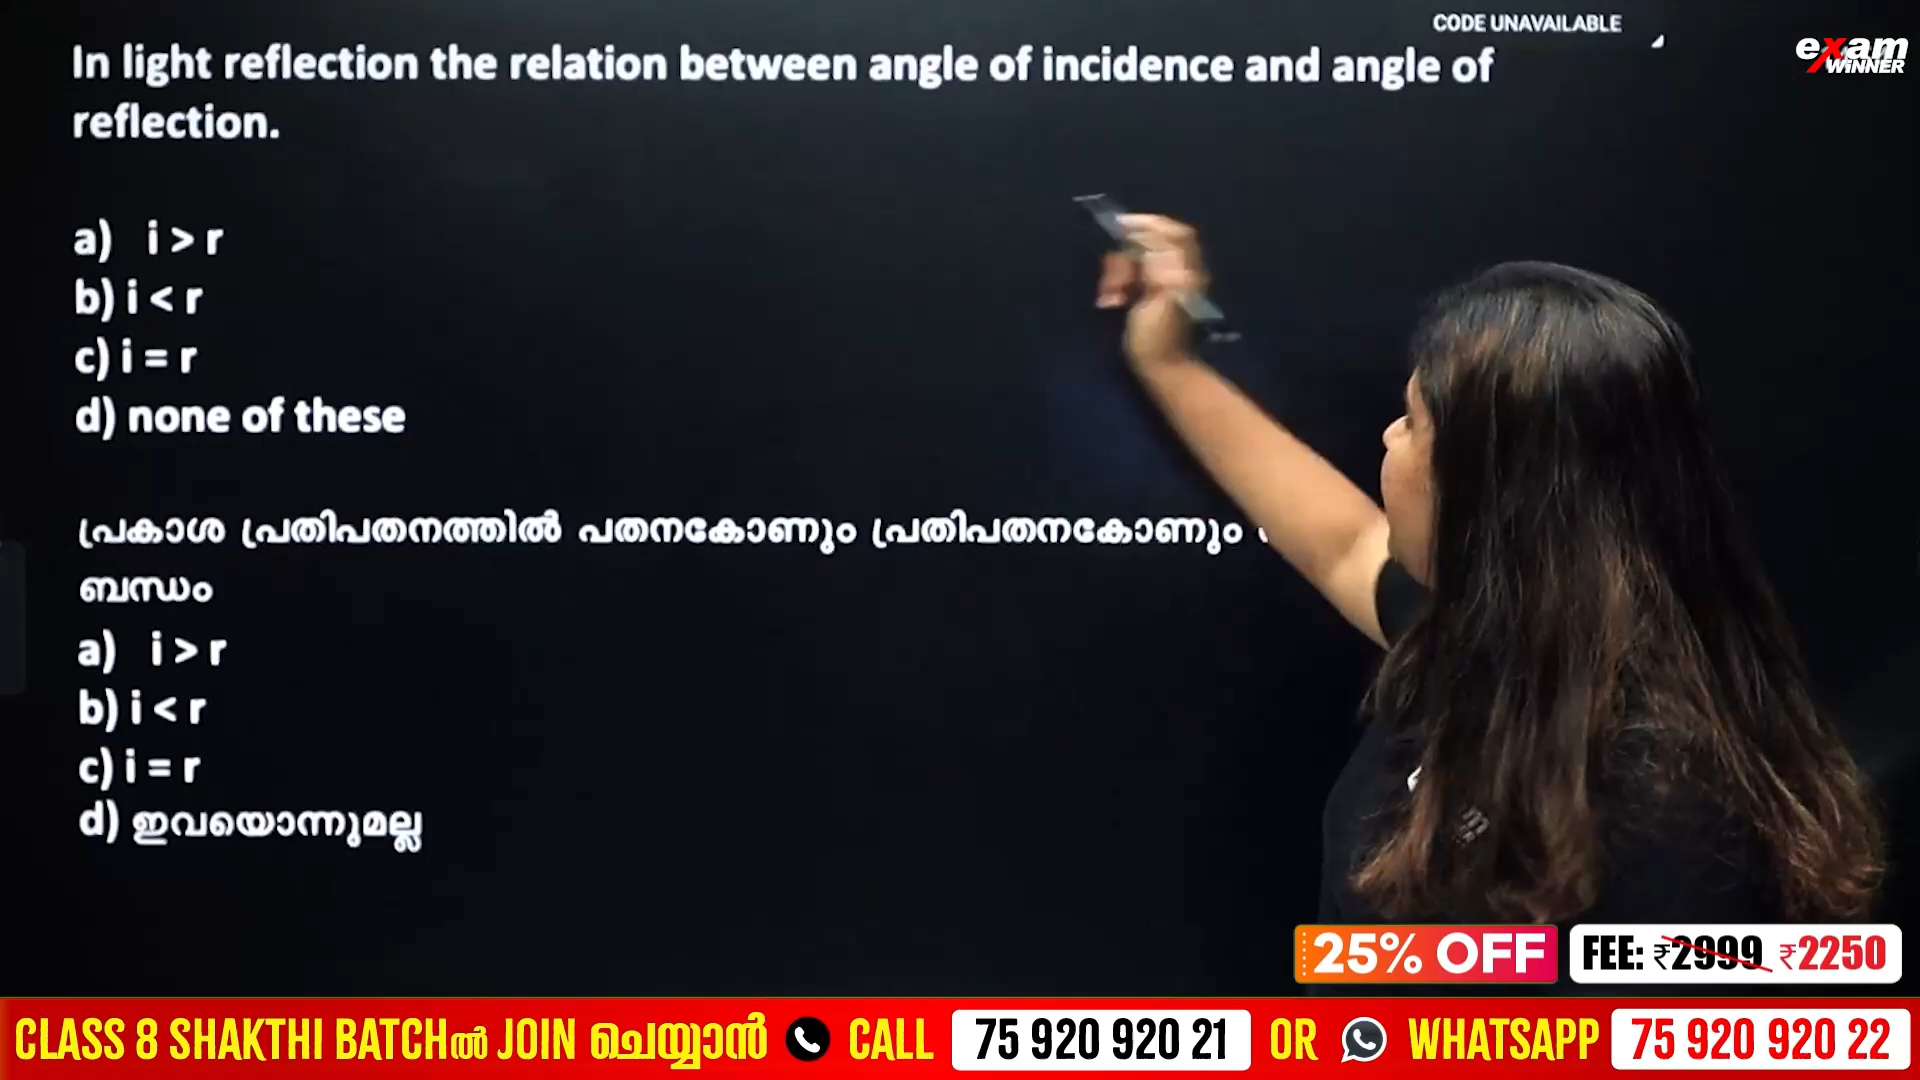 CODE UNAVAILABLE
exam
WINNER
In light reflection the relation between angle of incidence and angle of
reflection.
a) i > r
b) i < r
c) i = r
d) none of these
പ്രകാശ പ്രതിപതനത്തിൽ പതനകോണും പ്രതിപതനകോണും
ബന്ധം
a) i > r
b) i < r
c) i = r
d) ഇവയൊന്നുമല്ല
25% OFF
FEE: ₹2999 ₹2250
CLASS 8 SHAKTHI BATCHൽ JOIN ചെയ്യാൻ CALL 75 920 920 21 OR WHATSAPP 75 920 920 22